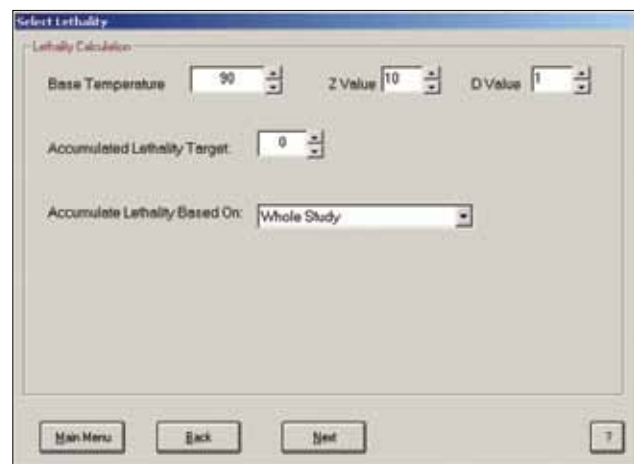 Select Lethality
Lethality Calculation
Base Temperature 90 Z Value 10 D Value 1
Accumulated Lethality Target: 0
Accumulate Lethality Based On: Whole Study
Main Menu Back Next ?